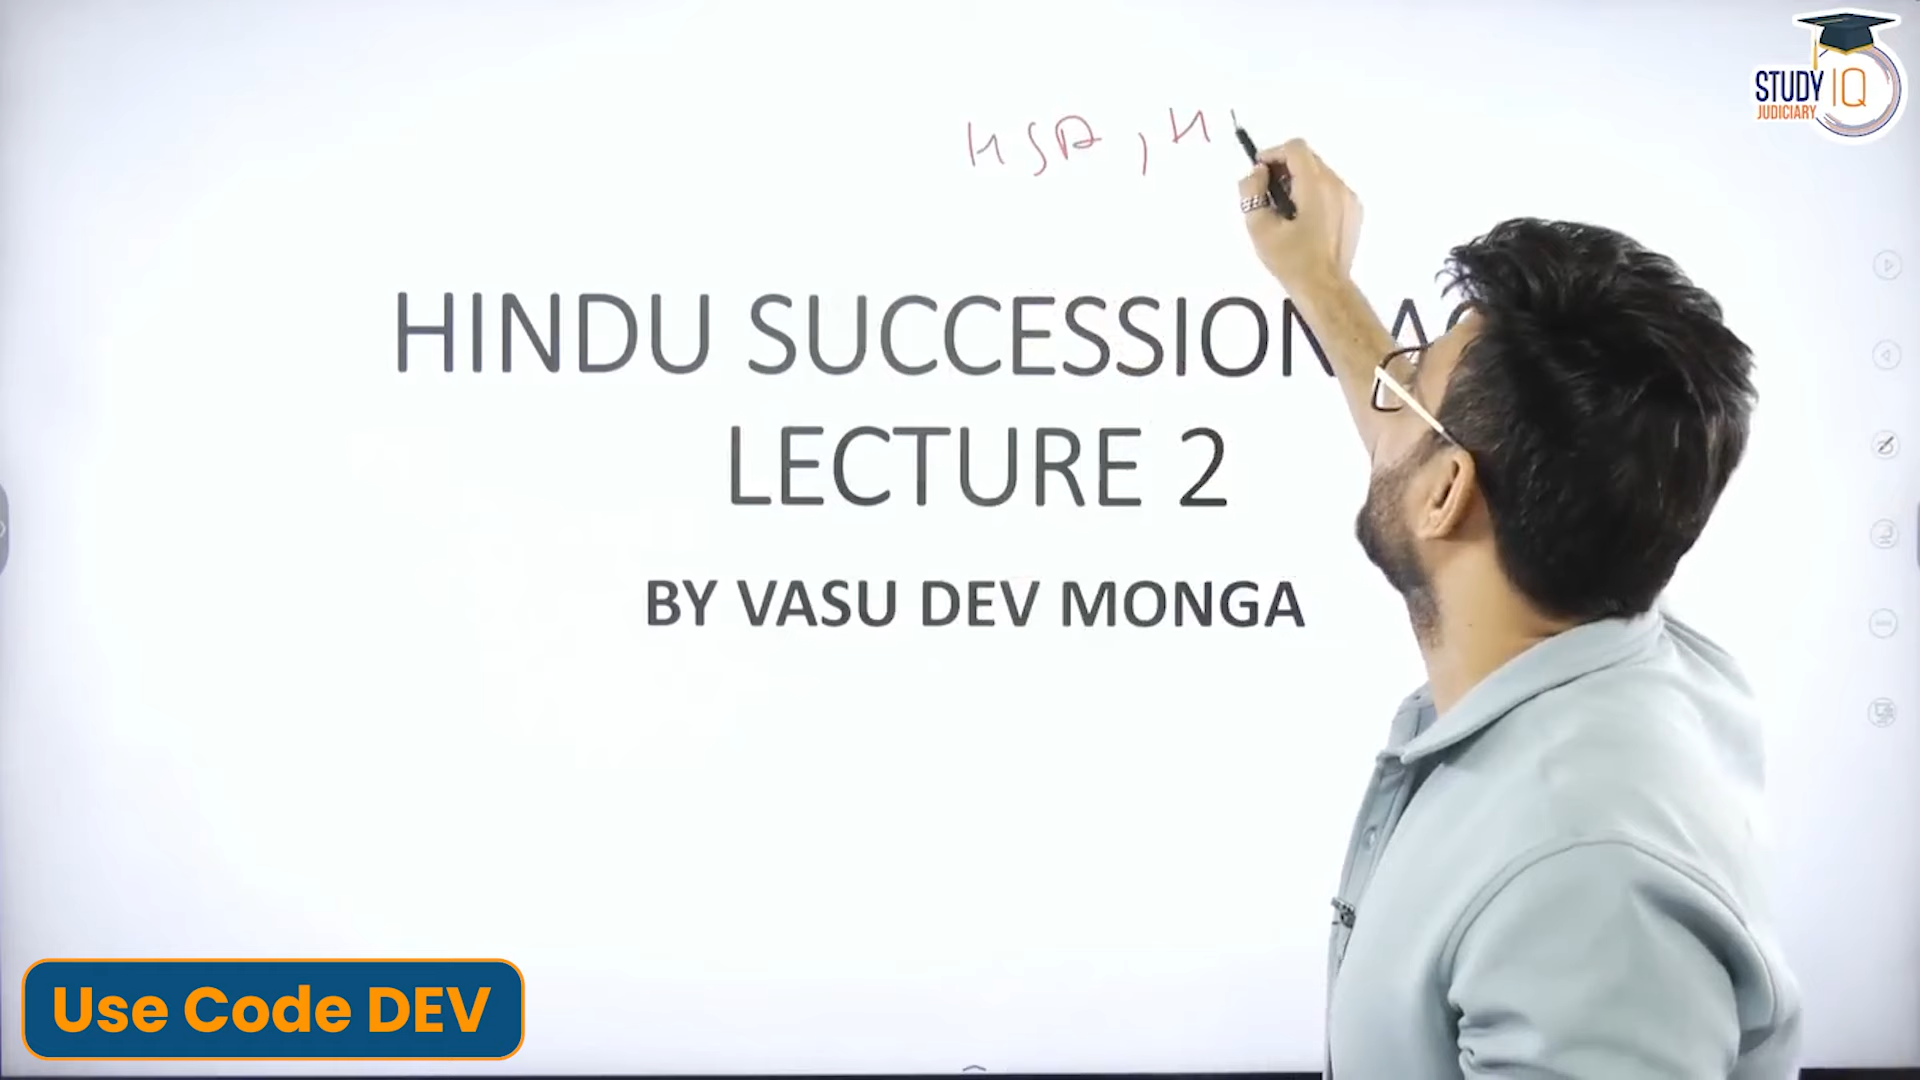 STUDY IQ
JUDICIARY
HSA, H
HINDU SUCCESSION
LECTURE 2
BY VASU DEV MONGA
Use Code DEV